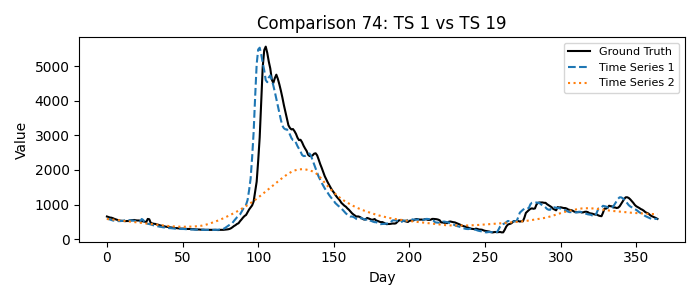 Comparison 74: TS 1 vs TS 19
Value
5000
4000
3000
2000
1000
0
Ground Truth
Time Series 1
Time Series 2
0 50 100 150 200 250 300 350
Day